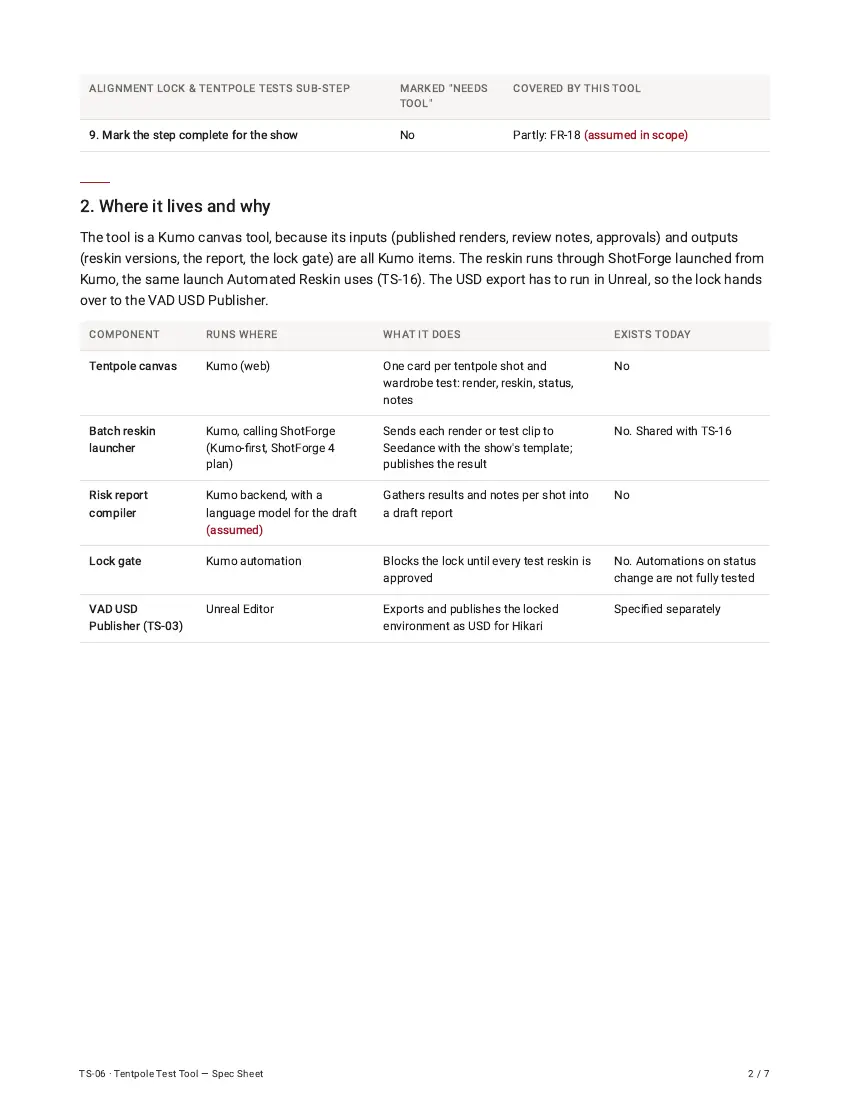 ALIGNMENT LOCK & TENTPOLE TESTS SUB-STEP
MARKED "NEEDS
TOOL"
COVERED BY THIS TOOL
9. Mark the step complete for the show
No
Partly: FR-18 (assumed in scope)
2. Where it lives and why
The tool is a Kumo canvas tool, because its inputs (published renders, review notes, approvals) and outputs
(reskin versions, the report, the lock gate) are all Kumo items. The reskin runs through ShotForge launched from
Kumo, the same launch Automated Reskin uses (TS-16). The USD export has to run in Unreal, so the lock hands
over to the VAD USD Publisher.
COMPONENT
RUNS WHERE
WHAT IT DOES
EXISTS TODAY
Tentpole canvas
Kumo (web)
One card per tentpole shot and
wardrobe test: render, reskin, status,
notes
No
Batch reskin
launcher
Kumo, calling ShotForge
(Kumo-first, ShotForge 4
plan)
Sends each render or test clip to
Seedance with the show's template;
publishes the result
No. Shared with TS-16
Risk report
compiler
Kumo backend, with a
language model for the draft
(assumed)
Gathers results and notes per shot into
a draft report
No
Lock gate
Kumo automation
Blocks the lock until every test reskin is
approved
No. Automations on status
change are not fully tested
VAD USD
Publisher (TS-03)
Unreal Editor
Exports and publishes the locked
environment as USD for Hikari
Specified separately
TS-06 · Tentpole Test Tool — Spec Sheet
2 / 7